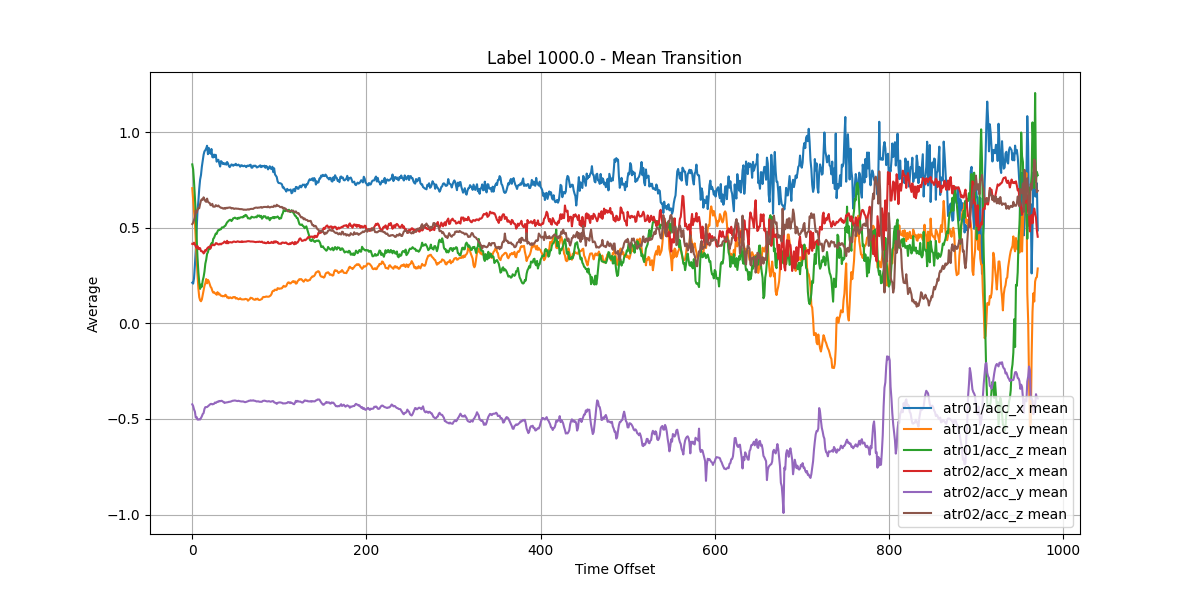 Label 1000.0 - Mean Transition
Average
1.0
0.5
0.0
−0.5
−1.0
0
200
400
600
800
1000
Time Offset
atr01/acc_x mean
atr01/acc_y mean
atr01/acc_z mean
atr02/acc_x mean
atr02/acc_y mean
atr02/acc_z mean